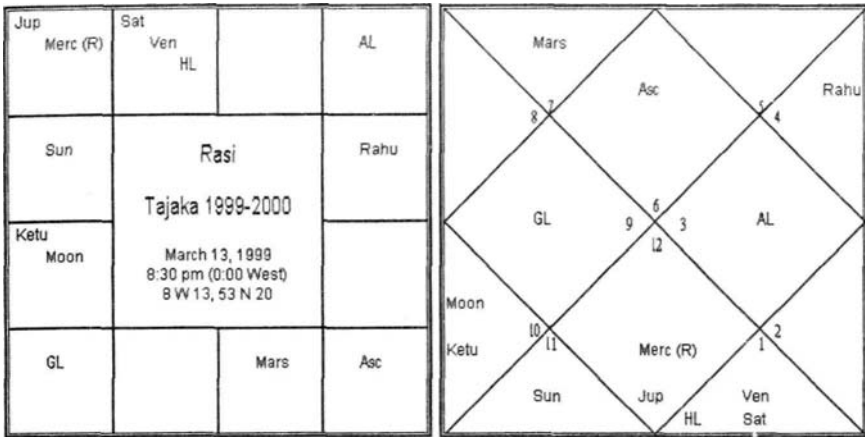 Jup
Merc (R)
Sat
Ven
HL
AL
Sun
Rahu
Ketu
Moon
GL
Mars
Asc
Rasi
Tajaka 1999-2000
March 13, 1999
8:30 pm (0:00 West)
8 W 13, 53 N 20
Mars
Asc
Rahu
7
8
5
4
GL
9
6
3
12
AL
Moon
Ketu
10
11
2
1
Merc (R)
Sun
Jup
Ven
HL
Sat